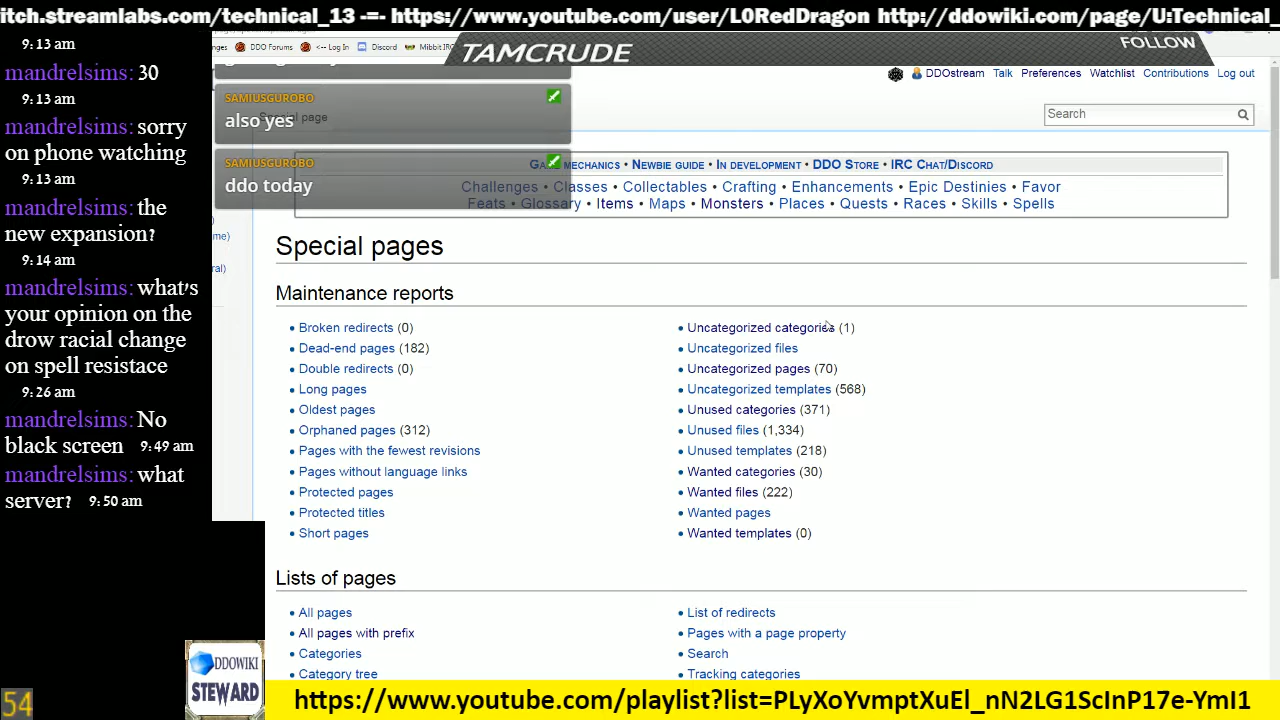 itch.streamlabs.com/technical_13 -=- https://www.youtube.com/user/L0RedDragon http://ddowiki.com/page/U:Technical_
9:13 am
mandrelsims: 30
9:13 am
mandrelsims: sorry
on phone watching
9:13 am
mandrelsims: the
new expansion?
9:14 am
mandrelsims: what's
your opinion on the
drow racial change
on spell resistace
9:26 am
mandrelsims: No
black screen 9:49 am
mandrelsims: what
server? 9:50 am
54
DDO Forums
<-- Log In
Discord
Mibbit IRC
TAMCRUDE
FOLLOW
SAMIUSGUROBO
also yes
Special page
SAMIUSGUROBO
ddo today
DDOstream Talk Preferences Watchlist Contributions Log out
Search
MECHANICS • NEWBIE GUIDE • IN DEVELOPMENT • DDO STORE • IRC CHAT/DISCORD
Challenges • Classes • Collectables • Crafting • Enhancements • Epic Destinies • Favor
Feats • Glossary • Items • Maps • Monsters • Places • Quests • Races • Skills • Spells
Special pages
Maintenance reports
Broken redirects (0)
Dead-end pages (182)
Double redirects (0)
Long pages
Oldest pages
Orphaned pages (312)
Pages with the fewest revisions
Pages without language links
Protected pages
Protected titles
Short pages
Uncategorized categories (1)
Uncategorized files
Uncategorized pages (70)
Uncategorized templates (568)
Unused categories (371)
Unused files (1,334)
Unused templates (218)
Wanted categories (30)
Wanted files (222)
Wanted pages
Wanted templates (0)
Lists of pages
All pages
All pages with prefix
Categories
Category tree
List of redirects
Pages with a page property
Search
Tracking categories
DDOWIKI
STEWARD
https://www.youtube.com/playlist?list=PLyXoYvmptXuEl_nN2LG1ScInP17e-YmI1